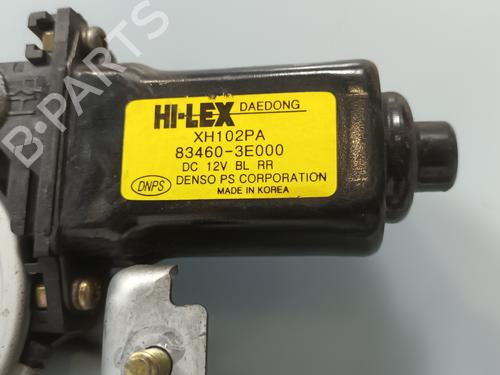 B-PARTS
HI-LEX DAEDONG
XH102PA
83460-3E000
DC 12V BL RR
DNPS DENSO PS CORPORATION
MADE IN KOREA